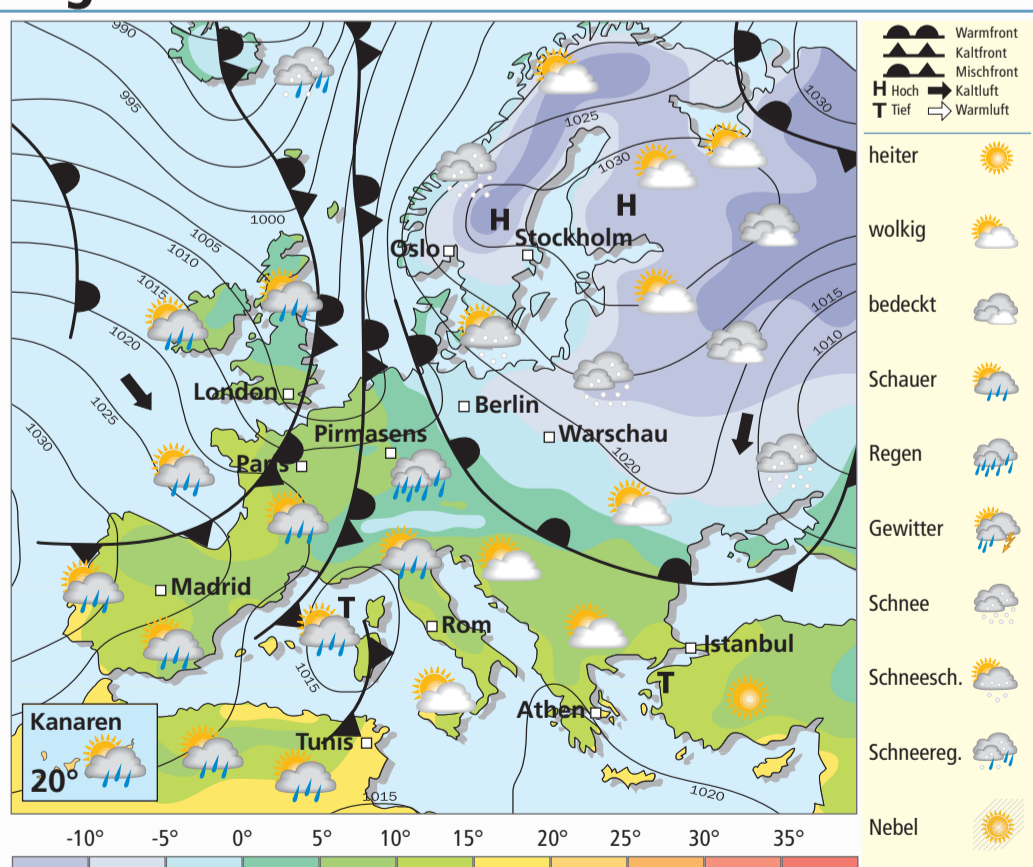 990
995
1000
1005
1010
1015
1020
1025
1030
1025
1030
1030
1015
1010
1020
1015
1015
1020
H
H
T
T
Oslo
Stockholm
London
Berlin
Pirmasens
Warschau
Paris
Madrid
Rom
Istanbul
Athen
Tunis
Kanaren
20°
Warmfront
Kaltfront
Mischfront
H Hoch Kaltluft
T Tief Warmluft
heiter
wolkig
bedeckt
Schauer
Regen
Gewitter
Schnee
Schneesch.
Schneereg.
Nebel
-10° -5° 0° 5° 10° 15° 20° 25° 30° 35°